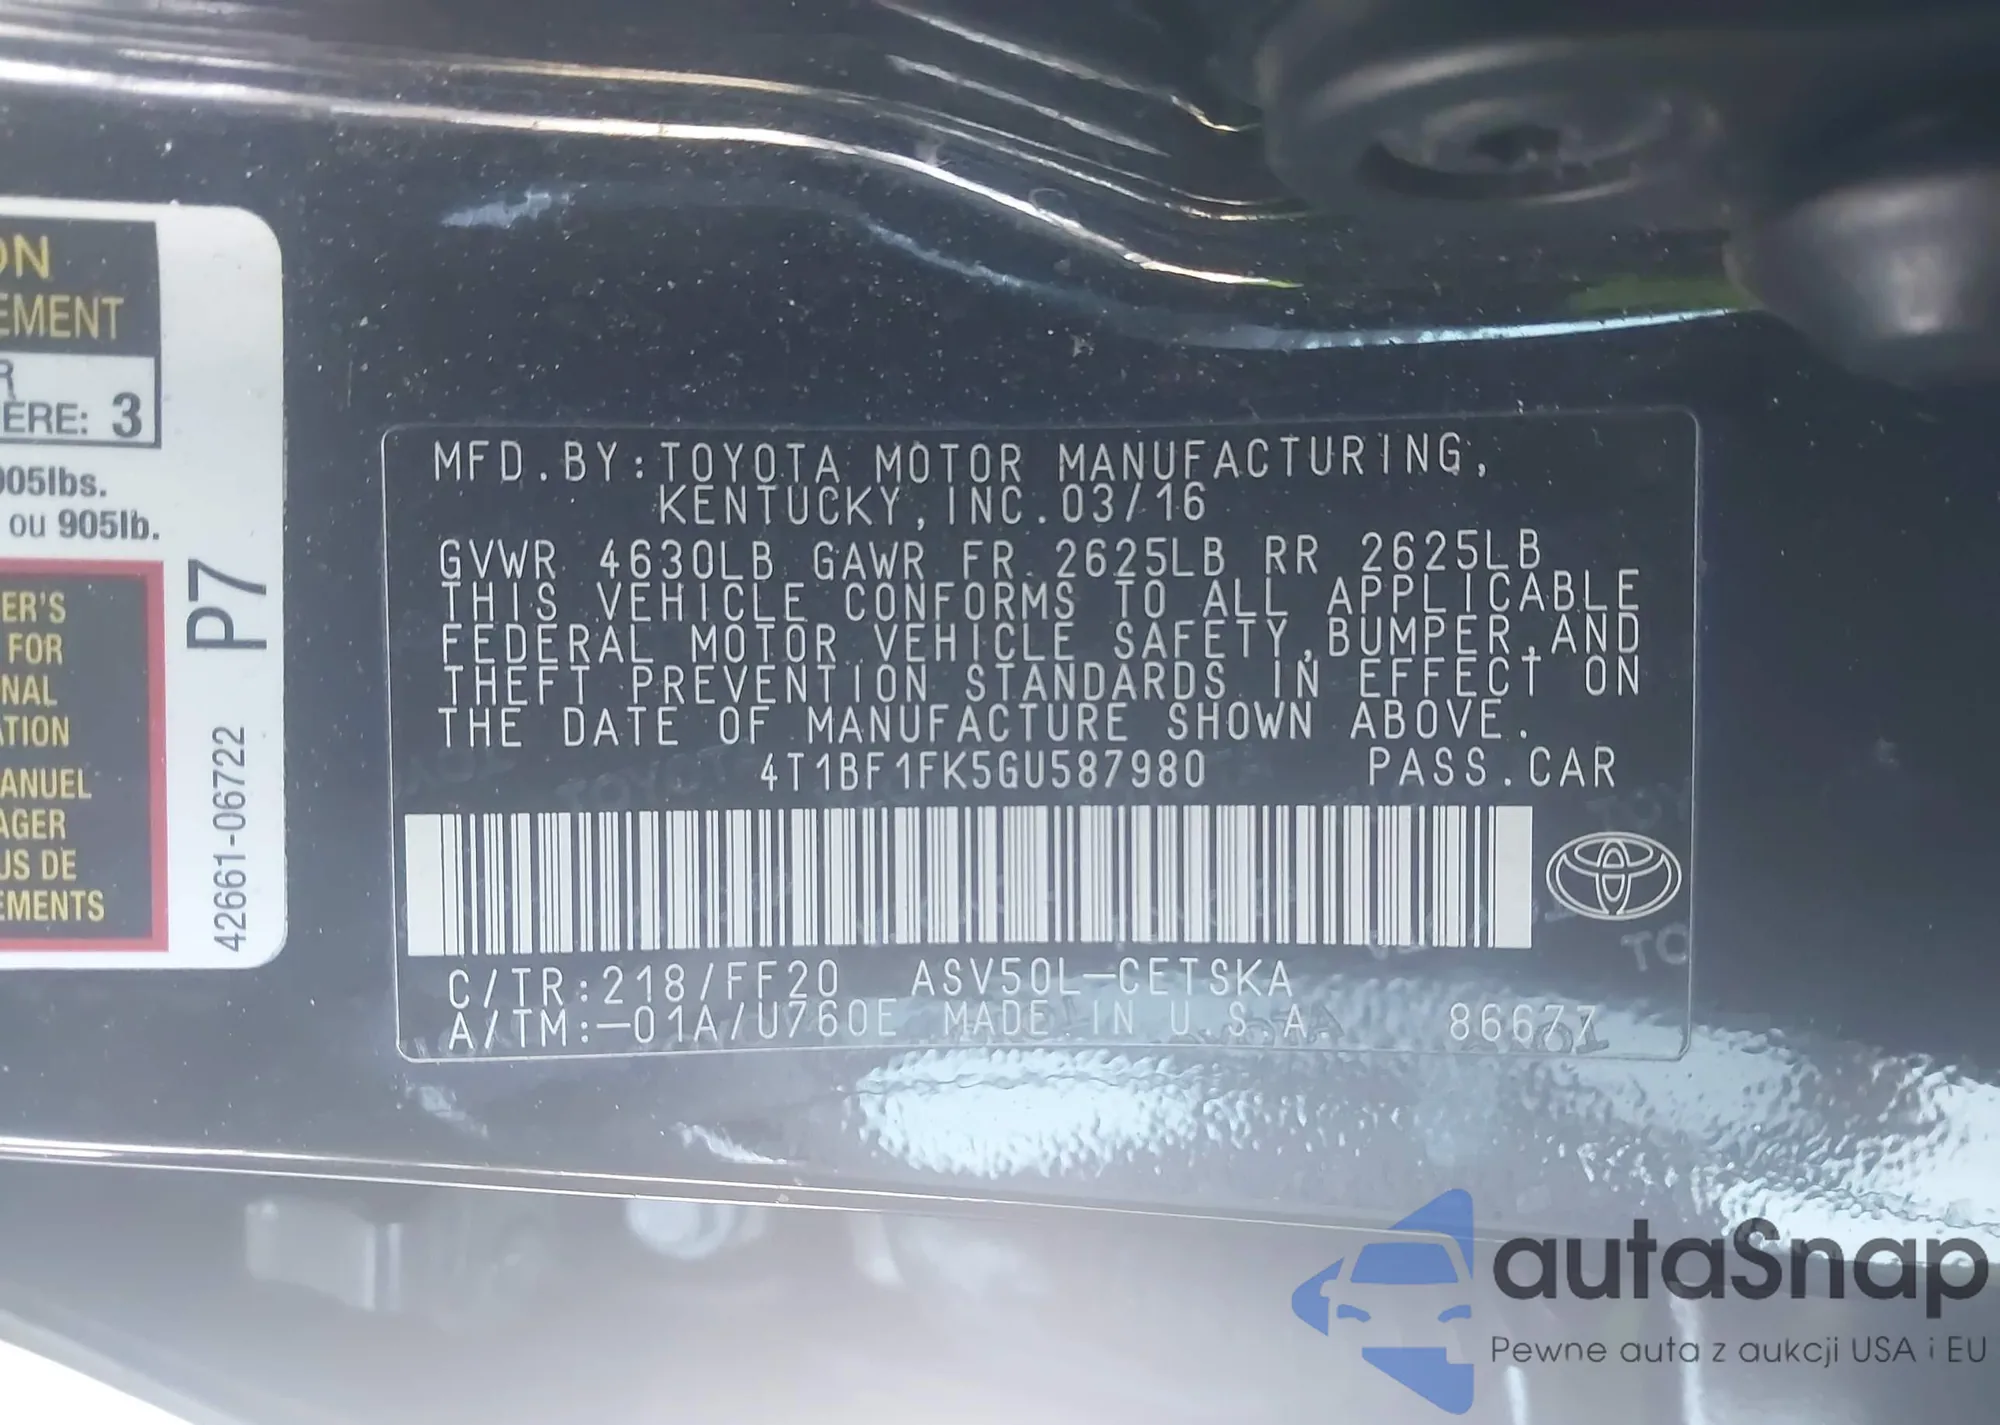 ON
EMENT
R
ERE: 3
905lbs.
ou 905lb.
ER'S
FOR
NAL
ATION
ANUEL
AGER
US DE
EMENTS
P7
42661-06722
MFD.BY:TOYOTA MOTOR MANUFACTURING,
KENTUCKY,INC.03/16
GVWR 4630LB GAWR FR 2625LB RR 2625LB
THIS VEHICLE CONFORMS TO ALL APPLICABLE
FEDERAL MOTOR VEHICLE SAFETY,BUMPER,AND
THEFT PREVENTION STANDARDS IN EFFECT ON
THE DATE OF MANUFACTURE SHOWN ABOVE.
4T1BF1FK5GU587980 PASS.CAR
C/TR:218/FF20 ASV50L-CETSKA
A/TM:-01A/U760E MADE IN U.S.A. 86677
autaSnap
Pewne auta z aukcji USA i EU